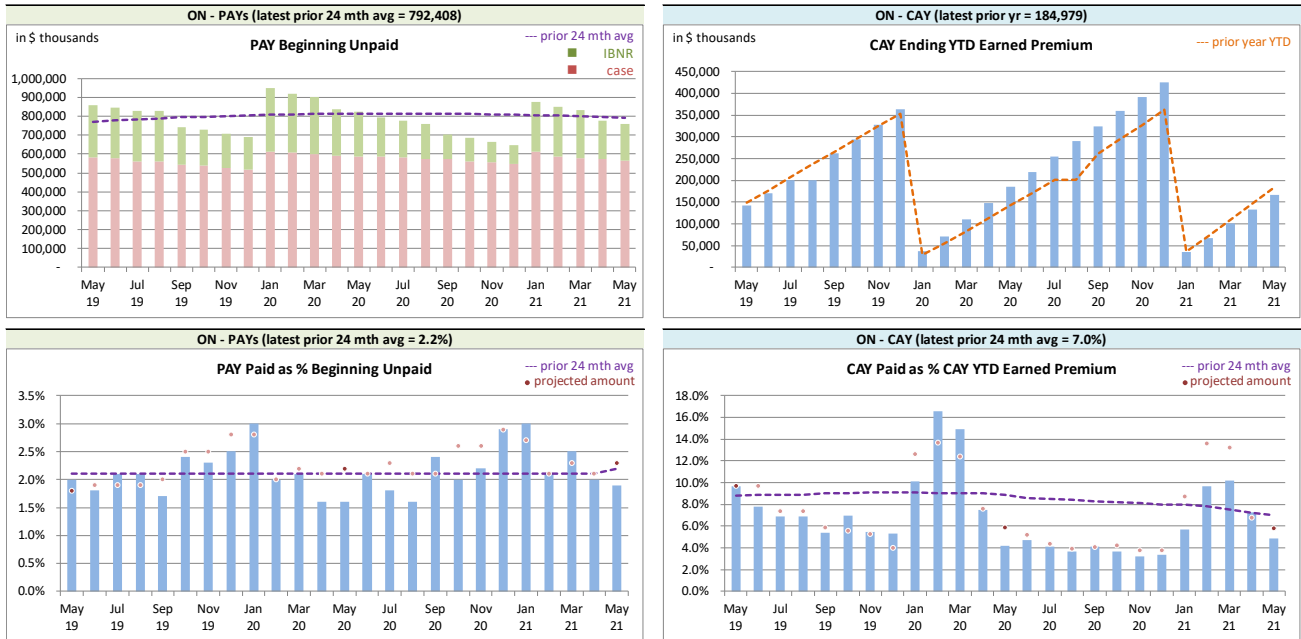 ON - PAYs (latest prior 24 mth avg = 792,408)
in $ thousands
PAY Beginning Unpaid
--- prior 24 mth avg
IBNR
case
1,000,000
900,000
800,000
700,000
600,000
500,000
400,000
300,000
200,000
100,000
-
May Jul Sep Nov Jan Mar May Jul Sep Nov Jan Mar May
19 19 19 19 20 20 20 20 20 20 21 21 21
ON - CAY (latest prior yr = 184,979)
in $ thousands
CAY Ending YTD Earned Premium
--- prior year YTD
450,000
400,000
350,000
300,000
250,000
200,000
150,000
100,000
50,000
-
May Jul Sep Nov Jan Mar May Jul Sep Nov Jan Mar May
19 19 19 19 20 20 20 20 20 20 21 21 21
ON - PAYs (latest prior 24 mth avg = 2.2%)
PAY Paid as % Beginning Unpaid
--- prior 24 mth avg
projected amount
3.5%
3.0%
2.5%
2.0%
1.5%
1.0%
0.5%
0.0%
May Jul Sep Nov Jan Mar May Jul Sep Nov Jan Mar May
19 19 19 19 20 20 20 20 20 20 21 21 21
ON - CAY (latest prior 24 mth avg = 7.0%)
CAY Paid as % CAY YTD Earned Premium
--- prior 24 mth avg
projected amount
18.0%
16.0%
14.0%
12.0%
10.0%
8.0%
6.0%
4.0%
2.0%
0.0%
May Jul Sep Nov Jan Mar May Jul Sep Nov Jan Mar May
19 19 19 19 20 20 20 20 20 20 21 21 21